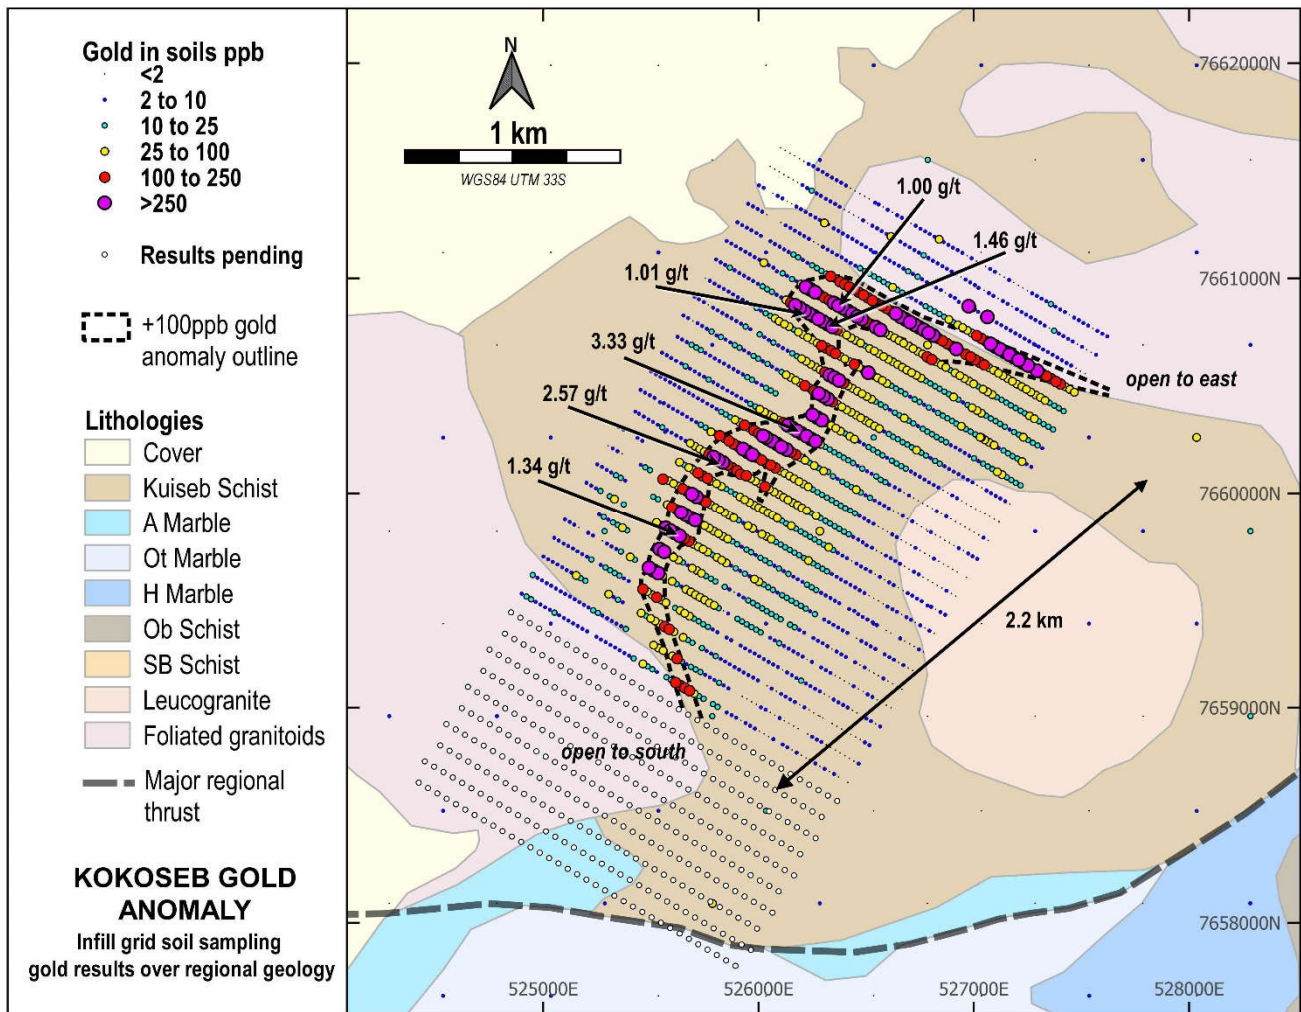 Gold in soils ppb
<2
2 to 10
10 to 25
25 to 100
100 to 250
>250
Results pending
+100ppb gold
anomaly outline
Lithologies
Cover
Kuiseb Schist
A Marble
Ot Marble
H Marble
Ob Schist
SB Schist
Leucogranite
Foliated granitoids
Major regional
thrust
KOKOSEB GOLD
ANOMALY
Infill grid soil sampling
gold results over regional geology
N
1 km
WGS84 UTM 33S
7662000N
1.00 g/t
1.46 g/t
1.01 g/t
7661000N
3.33 g/t
open to east
2.57 g/t
1.34 g/t
7660000N
2.2 km
7659000N
open to south
7658000N
525000E
526000E
527000E
528000E